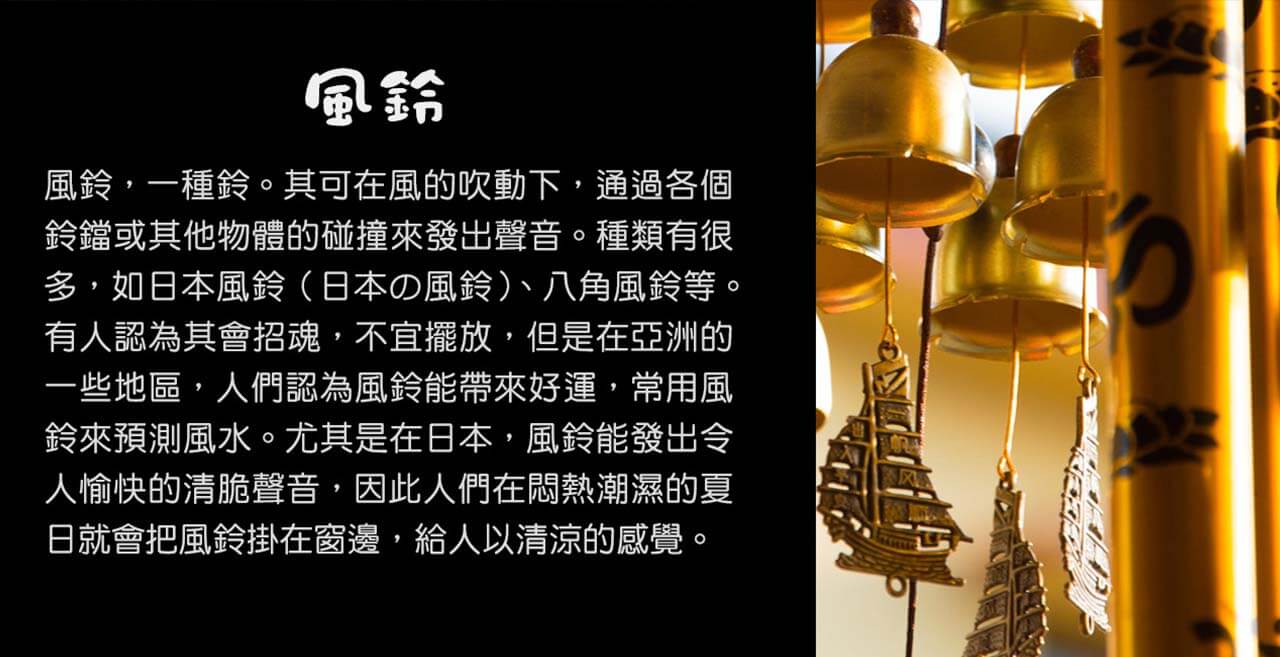 風鈴
風鈴，一種鈴。其可在風的吹動下，通過各個
鈴鐺或其他物體的碰撞來發出聲音。種類有很
多，如日本風鈴（日本の風鈴）、八角風鈴等。
有人認為其會招魂，不宜擺放，但是在亞洲的
一些地區，人們認為風鈴能帶來好運，常用風
鈴來預測風水。尤其是在日本，風鈴能發出令
人愉快的清脆聲音，因此人們在悶熱潮濕的夏
日就會把風鈴掛在窗邊，給人以清涼的感覺。